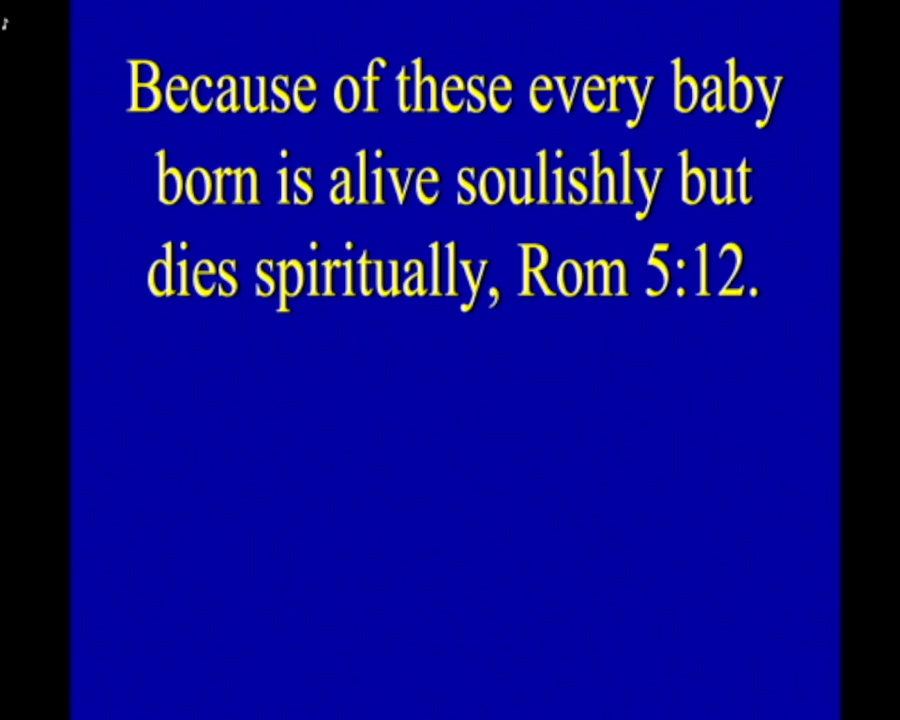 Because of these every baby
born is alive soulishly but
dies spiritually, Rom 5:12.